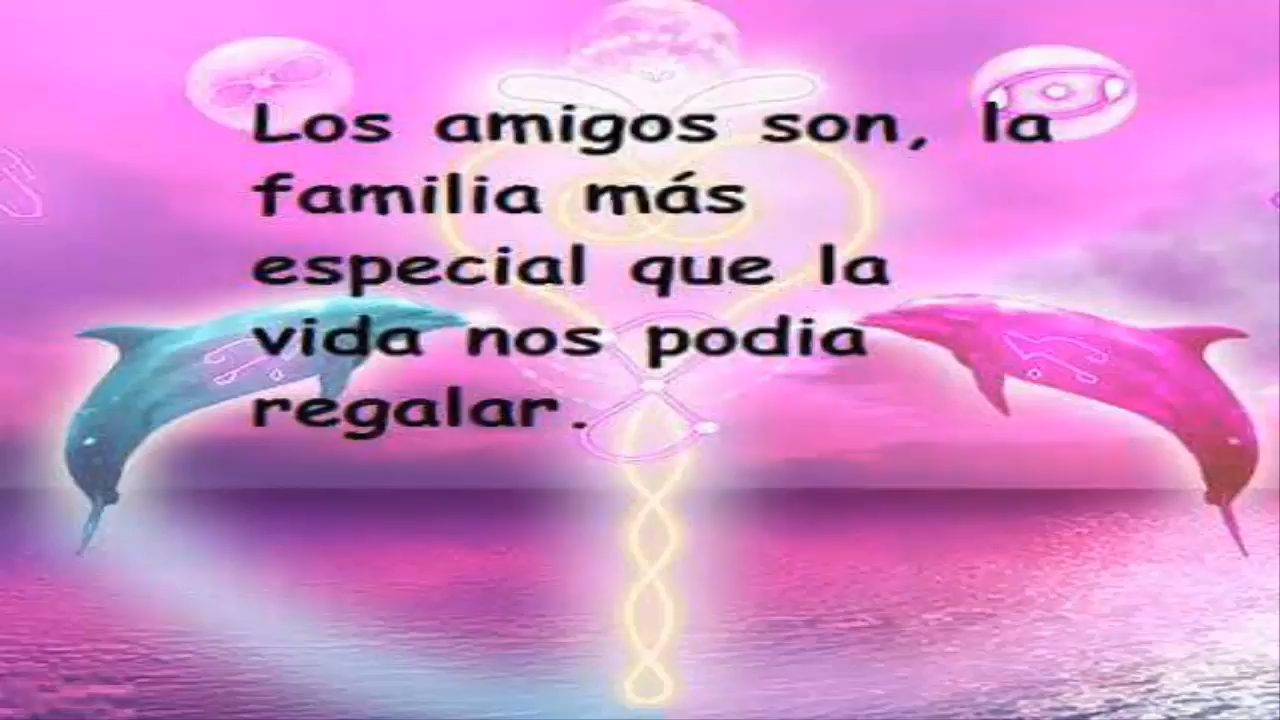 Los amigos son, la
familia más
especial que la
vida nos podia
regalar.